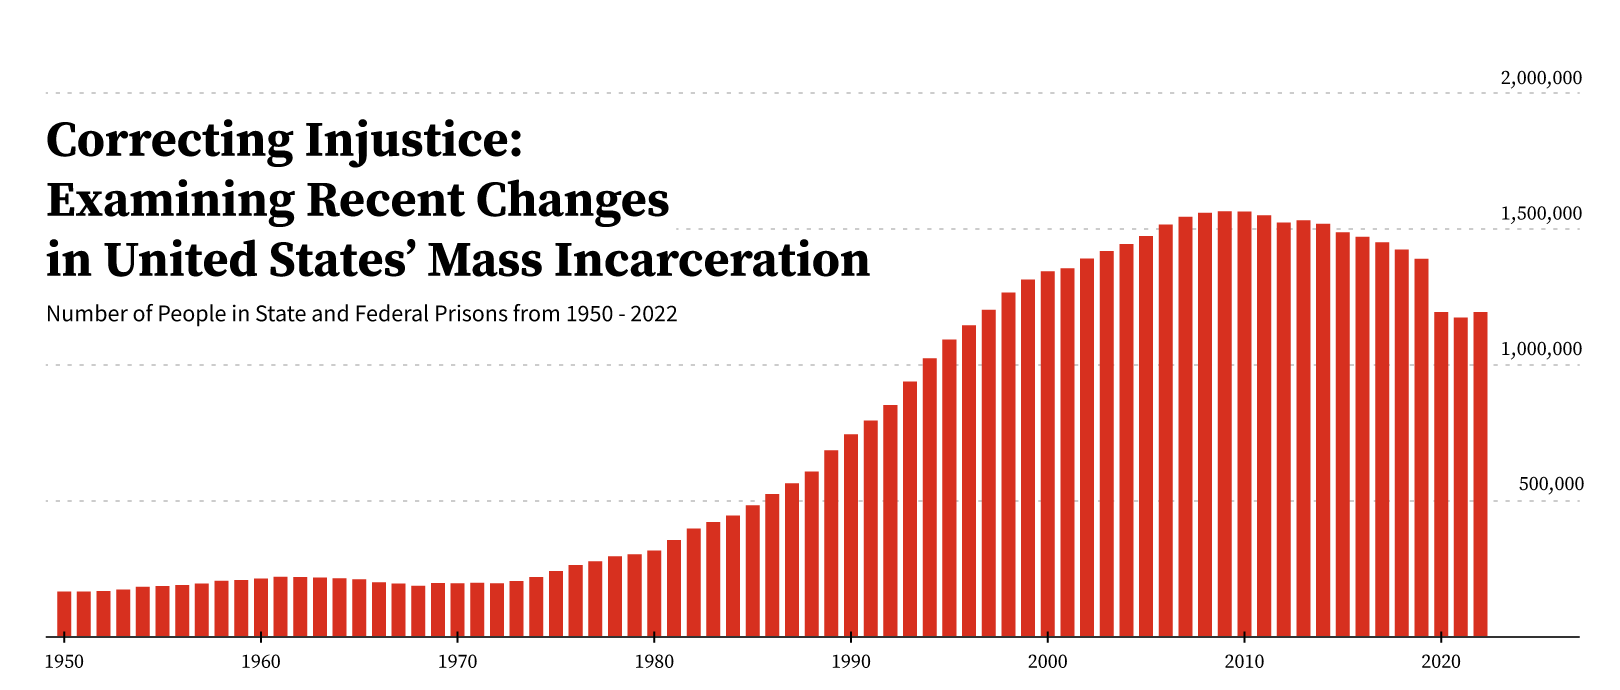 2,000,000
Correcting Injustice:
Examining Recent Changes
in United States’ Mass Incarceration
Number of People in State and Federal Prisons from 1950 - 2022
1,500,000
1,000,000
500,000
1950 1960 1970 1980 1990 2000 2010 2020